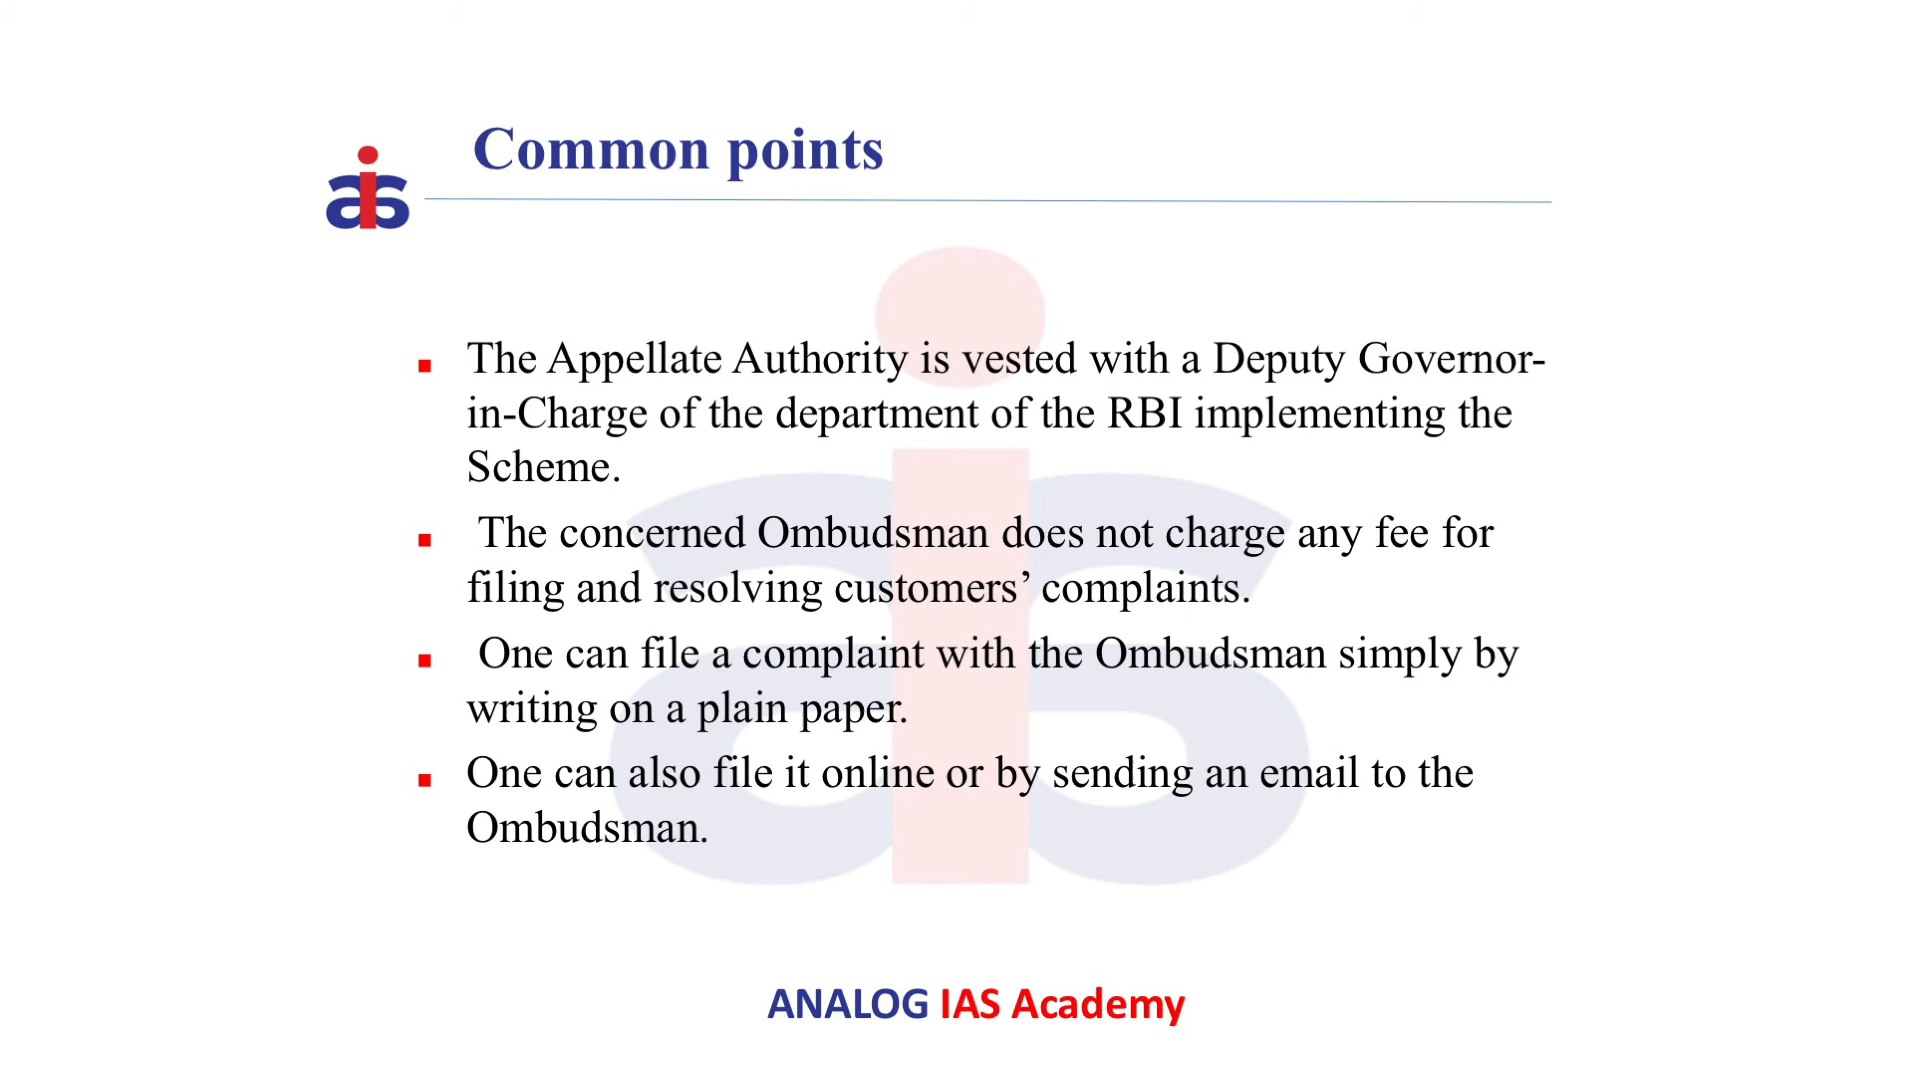 Common points
The Appellate Authority is vested with a Deputy Governor-
in-Charge of the department of the RBI implementing the
Scheme.
The concerned Ombudsman does not charge any fee for
filing and resolving customers’ complaints.
One can file a complaint with the Ombudsman simply by
writing on a plain paper.
One can also file it online or by sending an email to the
Ombudsman.
ANALOG IAS Academy